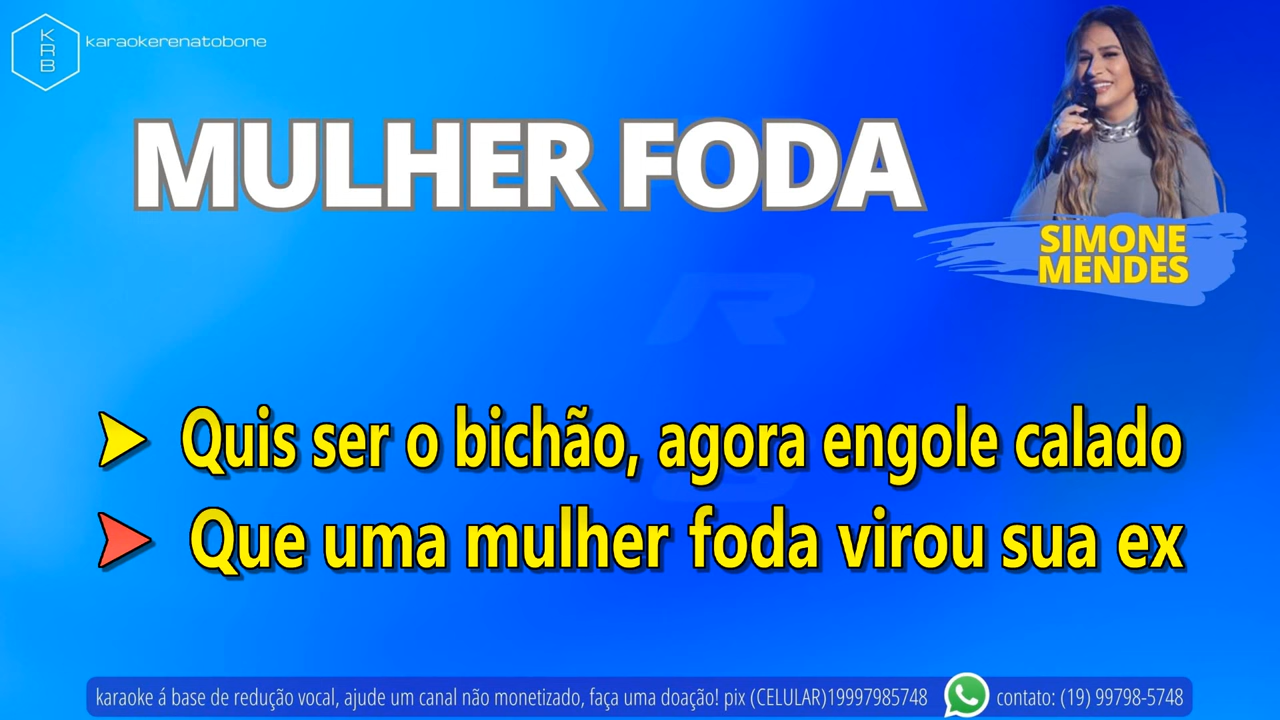 KRB
karaokerenatobone
MULHER FODA
SIMONE
MENDES
Quis ser o bichão, agora engole calado
Que uma mulher foda virou sua ex
karaoke á base de redução vocal, ajude um canal não monetizado, faça uma doação! pix (CELULAR)19997985748 contato: (19) 99798-5748